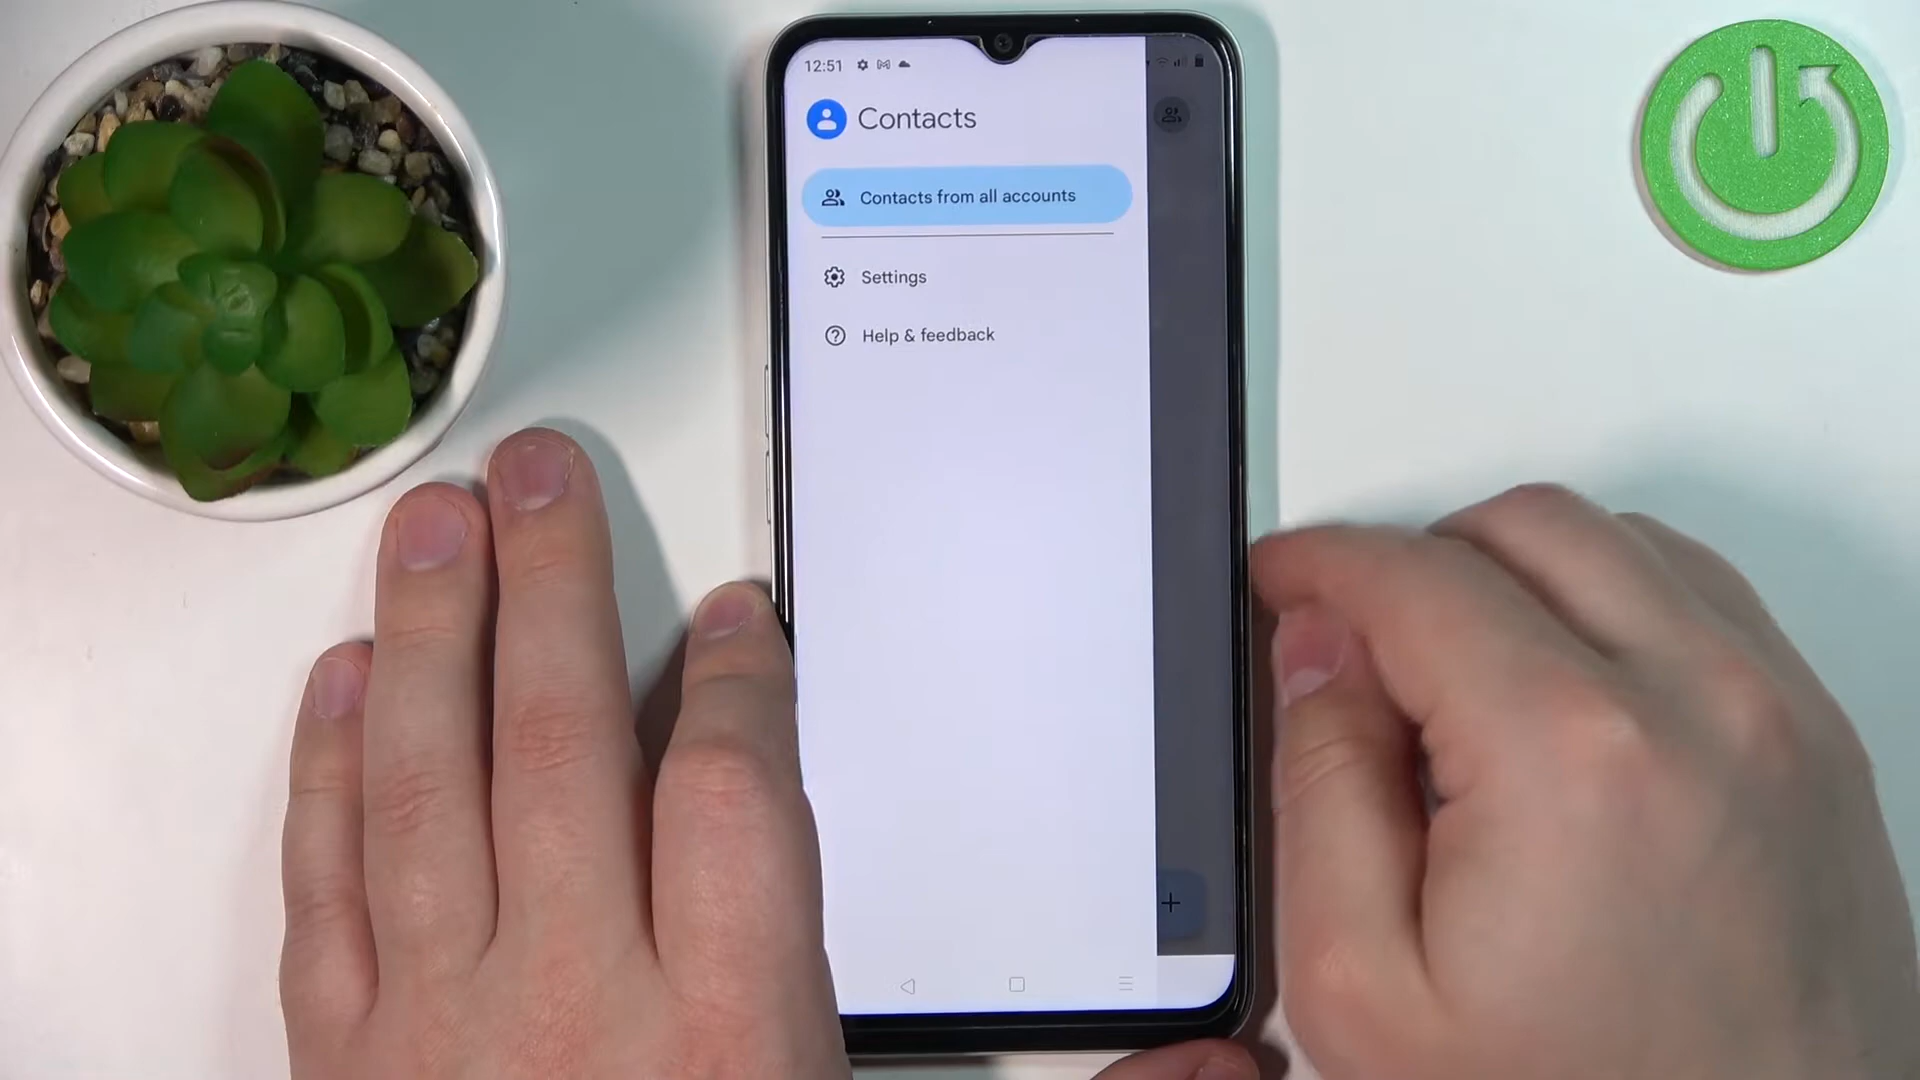 12:51
Contacts
Contacts from all accounts
Settings
Help & feedback